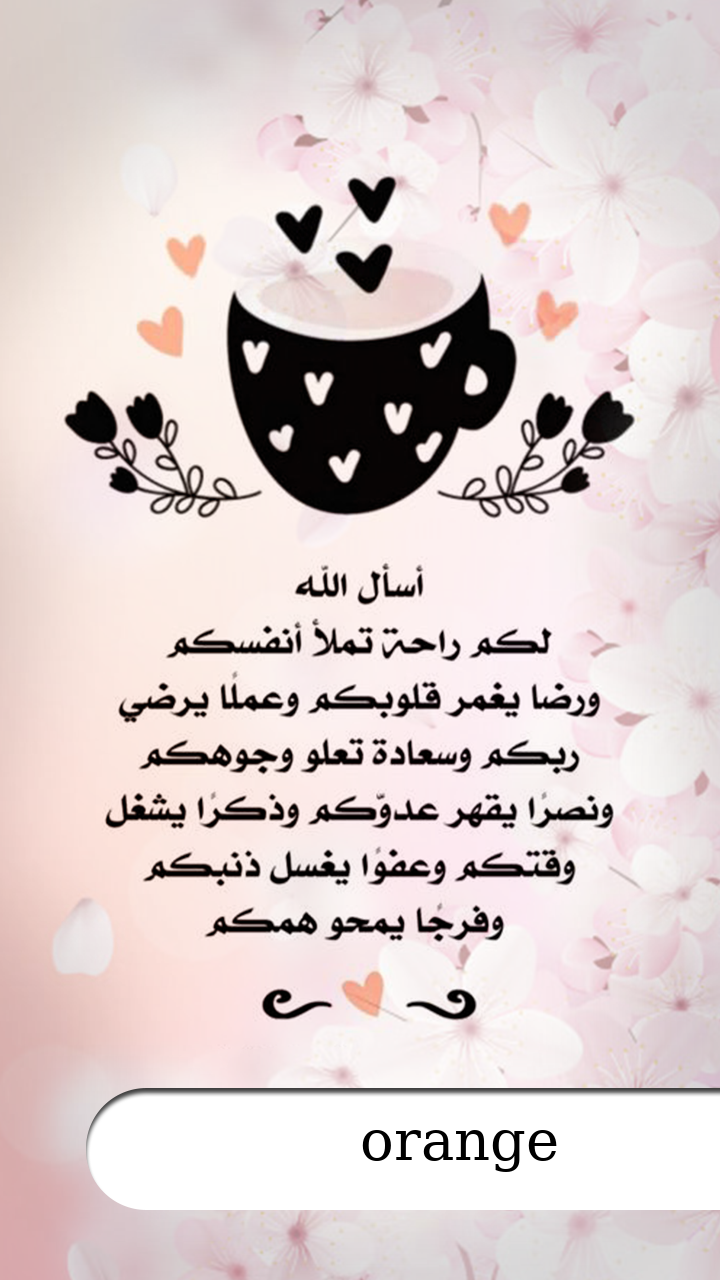 أسأل اللّه
لكم راحة تملأ أنفسكم
ورضا يغمر قلوبكم وعملًا يرضي
ربكم وسعادة تعلو وجوهكم
ونصرًا يقهر عدوّكم وذكرًا يشغل
وقتكم وعفوًا يغسل ذنبكم
وفرجًا يمحو همكم
orange